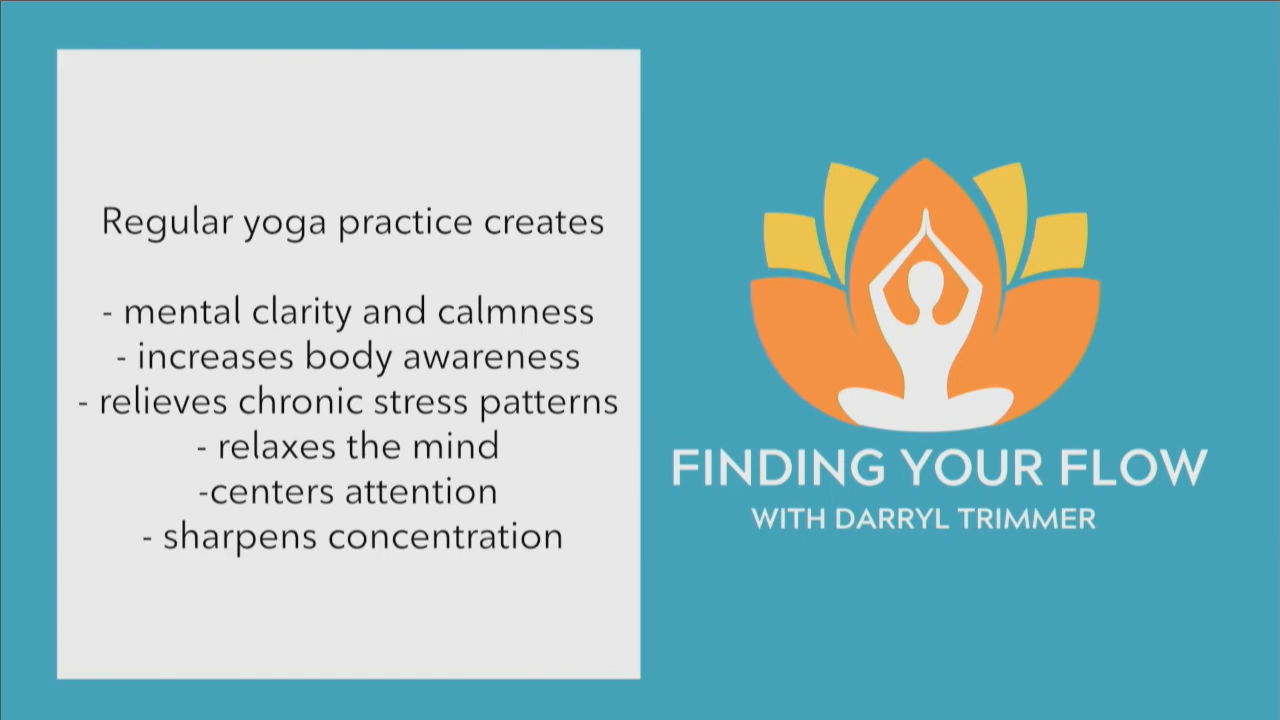 Regular yoga practice creates
- mental clarity and calmness
- increases body awareness
- relieves chronic stress patterns
- relaxes the mind
-centers attention
- sharpens concentration
FINDING YOUR FLOW
WITH DARRYL TRIMMER